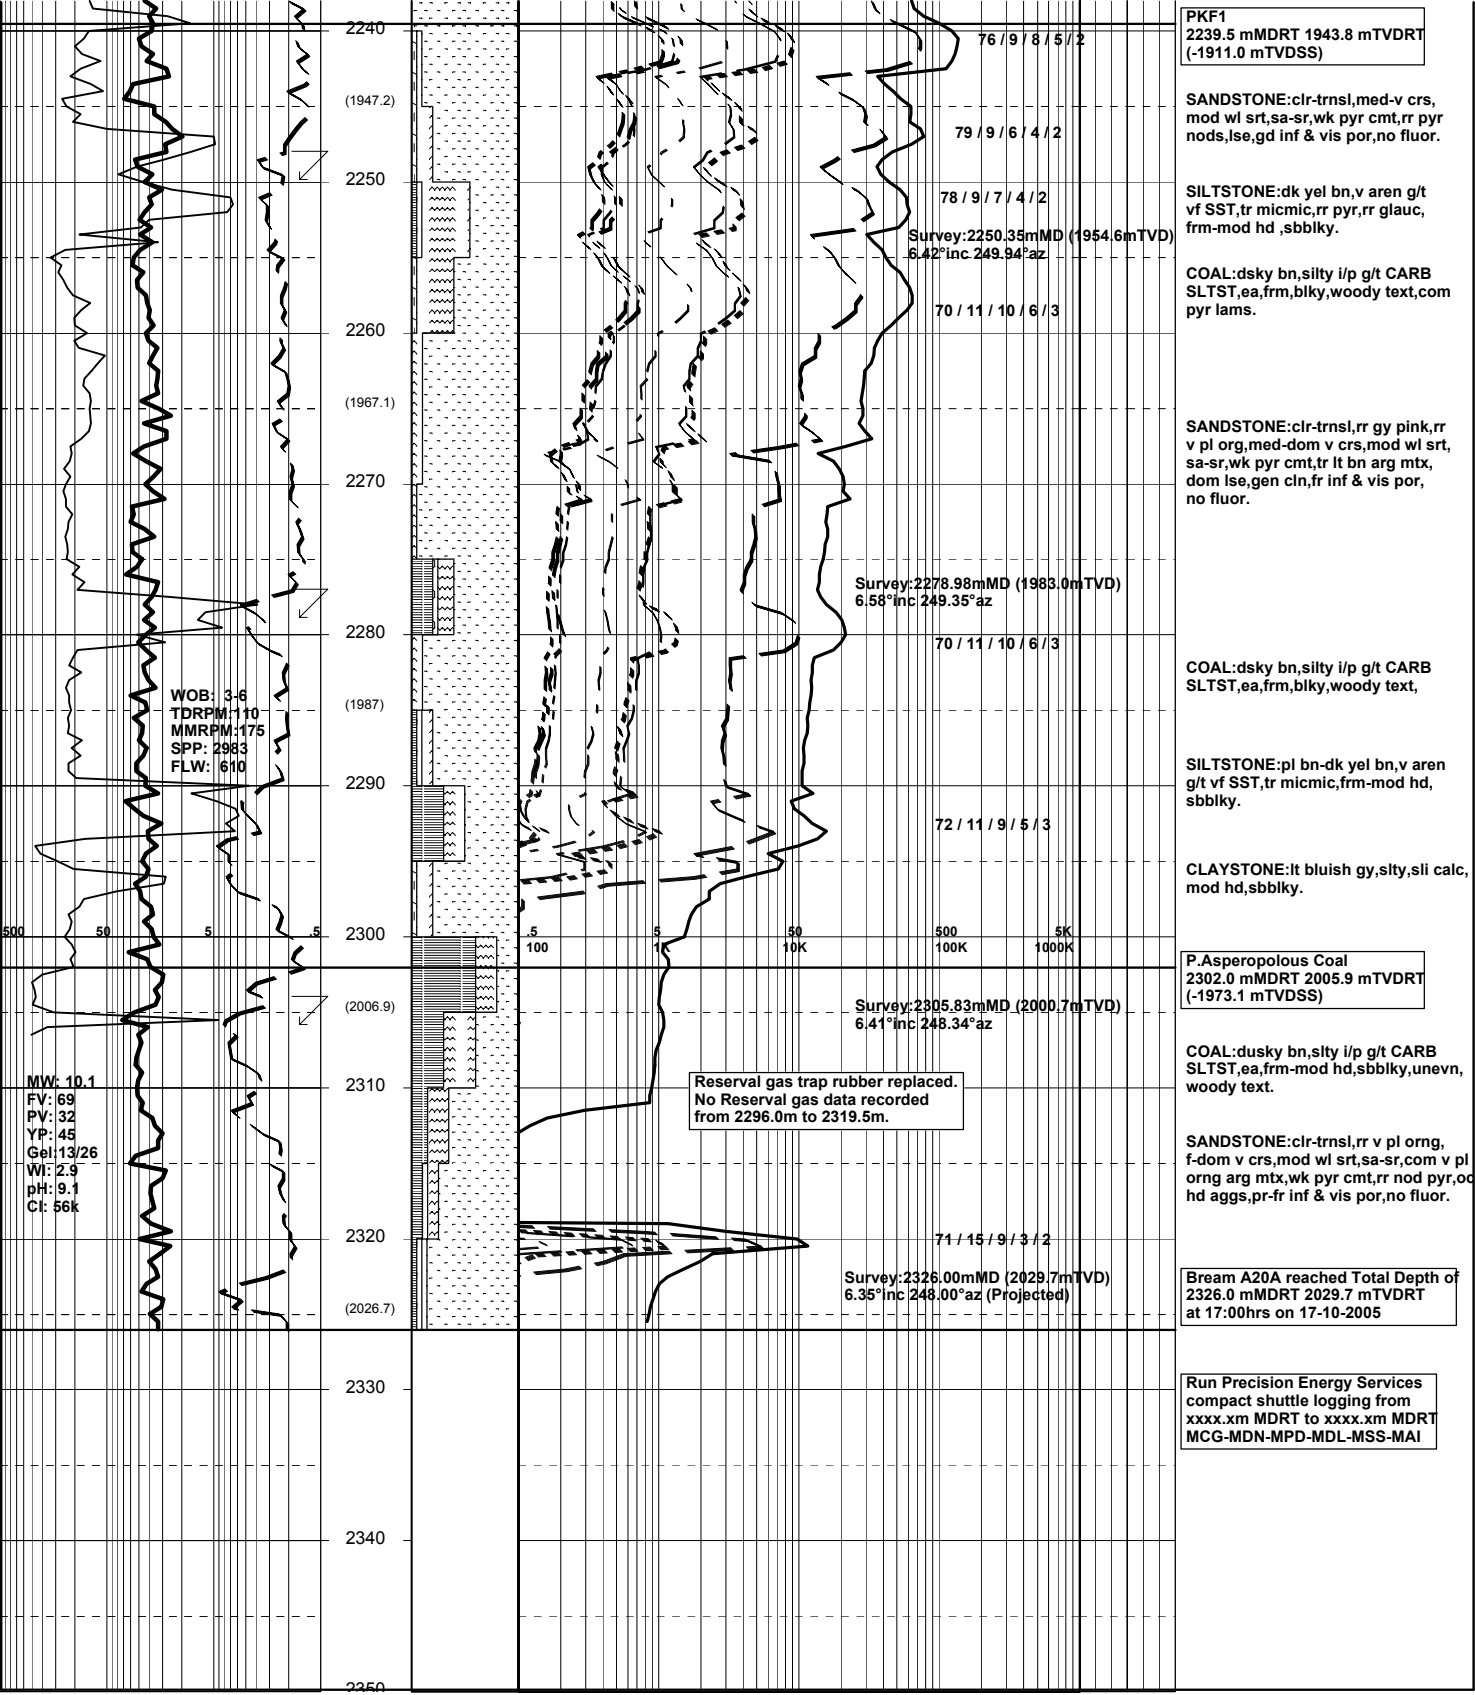 2240
(1947.2)
2250
2260
(1967.1)
2270
2280
(1987)
2290
2300
(2006.9)
2310
2320
(2026.7)
2330
2340
2350
WOB: 3-6
TDRPM:110
MMRPM:175
SPP: 2983
FLW: 610
500 50 5 .5
MW: 10.1
FV: 69
PV: 32
YP: 45
Gel:13/26
Wl: 2.9
pH: 9.1
Cl: 56k
76 / 9 / 8 / 5 / 2
79 / 9 / 6 / 4 / 2
78 / 9 / 7 / 4 / 2
Survey:2250.35mMD (1954.6mTVD)
6.42°inc 249.94°az
70 / 11 / 10 / 6 / 3
Survey:2278.98mMD (1983.0mTVD)
6.58°inc 249.35°az
70 / 11 / 10 / 6 / 3
72 / 11 / 9 / 5 / 3
.5 5 50 500 5K
100 1K 10K 100K 1000K
Survey:2305.83mMD (2000.7mTVD)
6.41°inc 248.34°az
Reserval gas trap rubber replaced.
No Reserval gas data recorded
from 2296.0m to 2319.5m.
71 / 15 / 9 / 3 / 2
Survey:2326.00mMD (2029.7mTVD)
6.35°inc 248.00°az (Projected)
PKF1
2239.5 mMDRT 1943.8 mTVDRT
(-1911.0 mTVDSS)
SANDSTONE:clr-trnsl,med-v crs,
mod wl srt,sa-sr,wk pyr cmt,rr pyr
nods,lse,gd inf & vis por,no fluor.
SILTSTONE:dk yel bn,v aren g/t
vf SST,tr micmic,rr pyr,rr glauc,
frm-mod hd ,sbblky.
COAL:dsky bn,silty i/p g/t CARB
SLTST,ea,frm,blky,woody text,com
pyr lams.
SANDSTONE:clr-trnsl,rr gy pink,rr
v pl org,med-dom v crs,mod wl srt,
sa-sr,wk pyr cmt,tr lt bn arg mtx,
dom lse,gen cln,fr inf & vis por,
no fluor.
COAL:dsky bn,silty i/p g/t CARB
SLTST,ea,frm,blky,woody text,
SILTSTONE:pl bn-dk yel bn,v aren
g/t vf SST,tr micmic,frm-mod hd,
sbblky.
CLAYSTONE:lt bluish gy,slty,sli calc,
mod hd,sbblky.
P.Asperopolous Coal
2302.0 mMDRT 2005.9 mTVDRT
(-1973.1 mTVDSS)
COAL:dusky bn,slty i/p g/t CARB
SLTST,ea,frm-mod hd,sbblky,unevn,
woody text.
SANDSTONE:clr-trnsl,rr v pl orng,
f-dom v crs,mod wl srt,sa-sr,com v pl
orng arg mtx,wk pyr cmt,rr nod pyr,oc
hd aggs,pr-fr inf & vis por,no fluor.
Bream A20A reached Total Depth of
2326.0 mMDRT 2029.7 mTVDRT
at 17:00hrs on 17-10-2005
Run Precision Energy Services
compact shuttle logging from
xxxx.xm MDRT to xxxx.xm MDRT
MCG-MDN-MPD-MDL-MSS-MAI